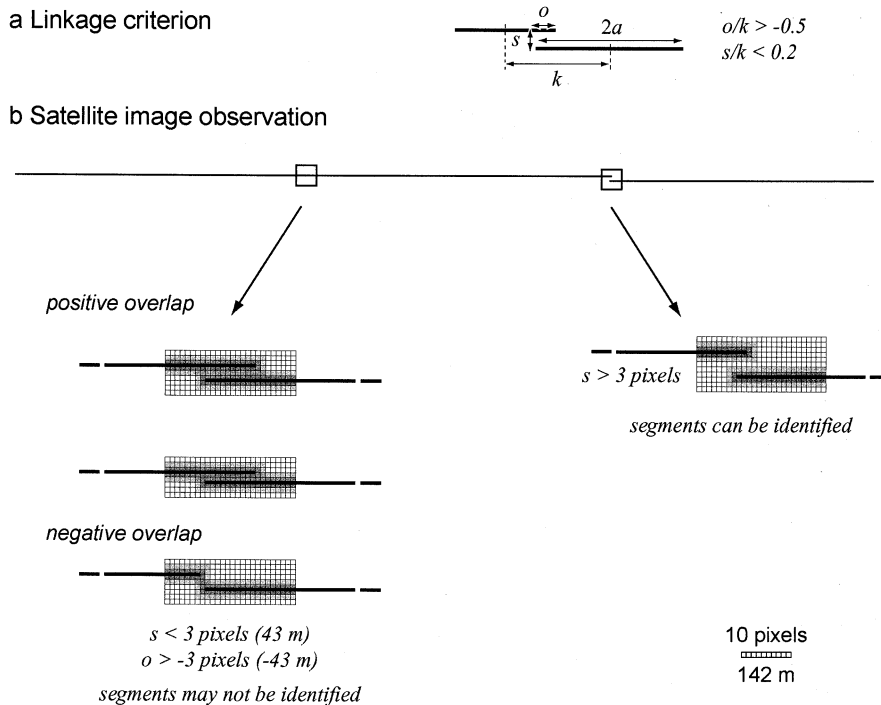 a Linkage criterion
o
s
2a
k
o/k > -0.5
s/k < 0.2
b Satellite image observation
positive overlap
s > 3 pixels
segments can be identified
negative overlap
s < 3 pixels (43 m)
o > -3 pixels (-43 m)
segments may not be identified
10 pixels
142 m